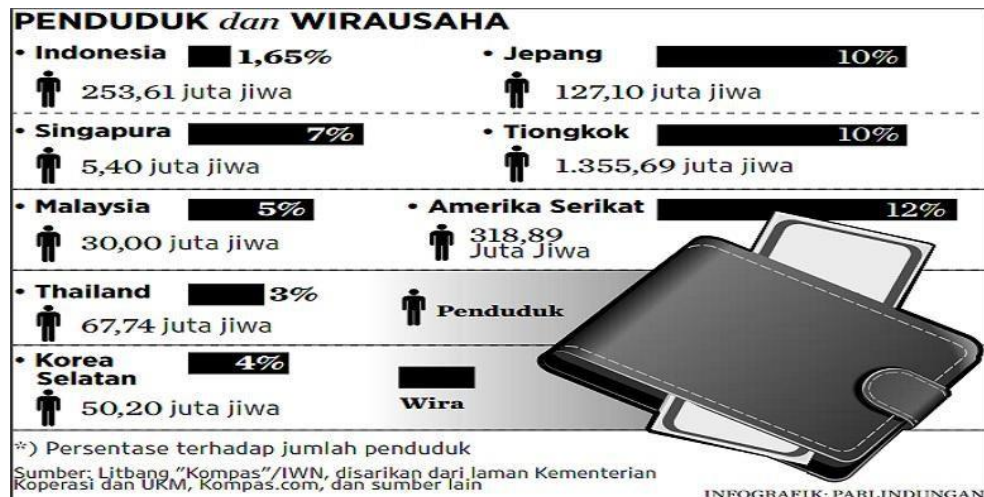 PENDUDUK dan WIRAUSAHA
• Indonesia 1,65%
253,61 juta jiwa
• Jepang 10%
127,10 juta jiwa
• Singapura 7%
5,40 juta jiwa
• Tiongkok 10%
1.355,69 juta jiwa
• Malaysia 5%
30,00 juta jiwa
• Amerika Serikat 12%
318,89
Juta Jiwa
• Thailand 3%
67,74 juta jiwa
Penduduk
• Korea
Selatan 4%
50,20 juta jiwa
Wira
*) Persentase terhadap jumlah penduduk
Sumber: Litbang "Kompas"/IWN, disarikan dari laman Kementerian
Koperasi dan UKM, Kompas.com, dan sumber lain
INFOGRAFIK: PARLINDUNGAN